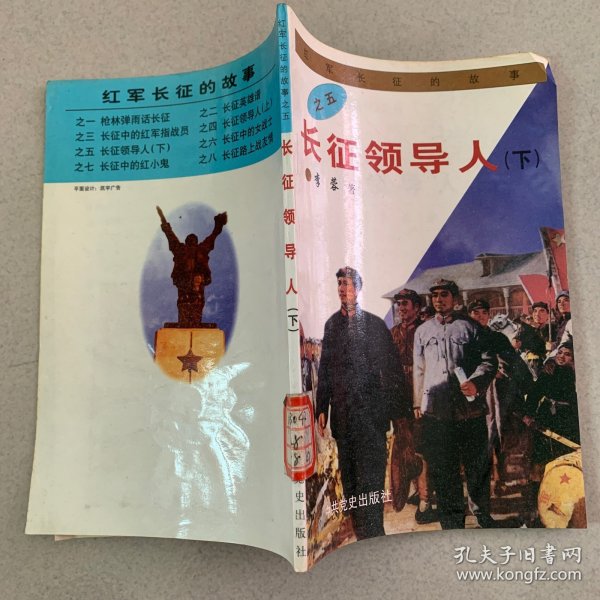 红军长征的故事
之一 枪林弹雨话长征
之二 长征英雄谱
之三 长征中的红军指战员
之四 长征领导人(上)
之五 长征领导人(下)
之六 长征中的女战士
之七 长征中的红小鬼
之八 长征路上战友情
红军长征的故事之五
长征领导人(下)
党史出版社
红军长征的故事
之五
长征领导人(下)
李蓉 著
共党史出版社
孔夫子旧书网
www.kongfz.com